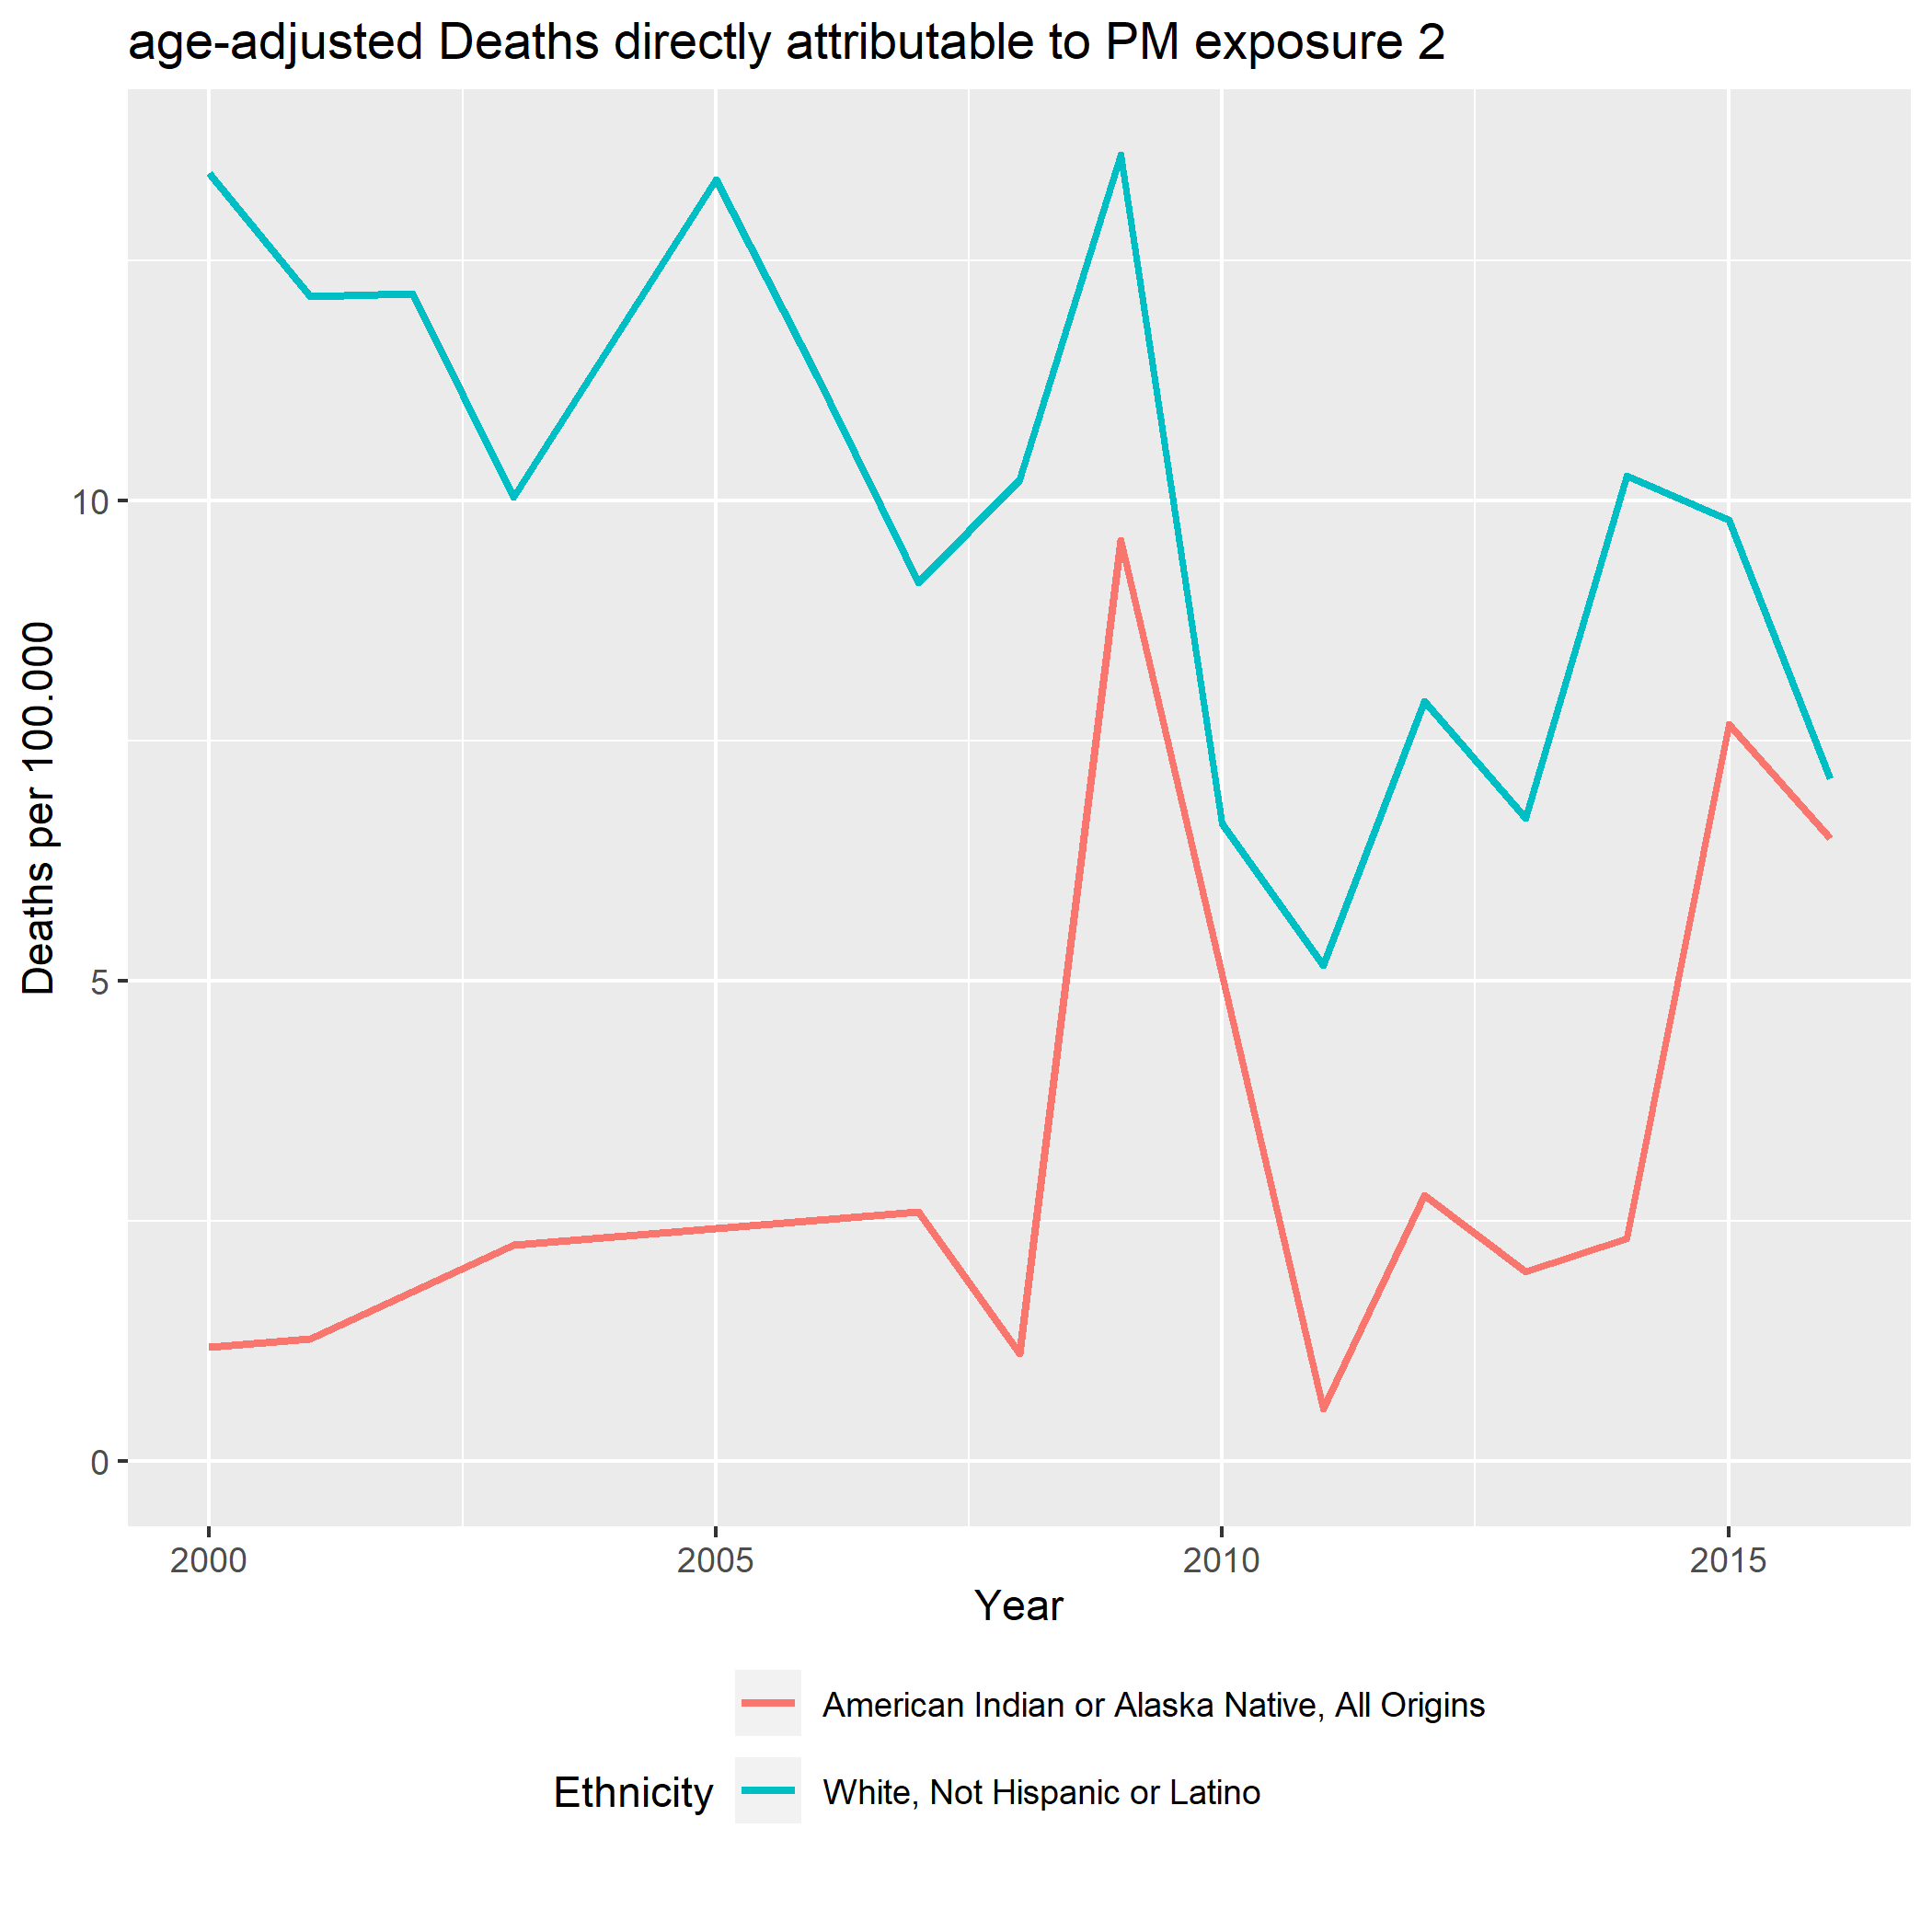 age-adjusted Deaths directly attributable to PM exposure 2
Deaths per 100.000
10
5
0
2000
2005
2010
2015
Year
Ethnicity
American Indian or Alaska Native, All Origins
White, Not Hispanic or Latino